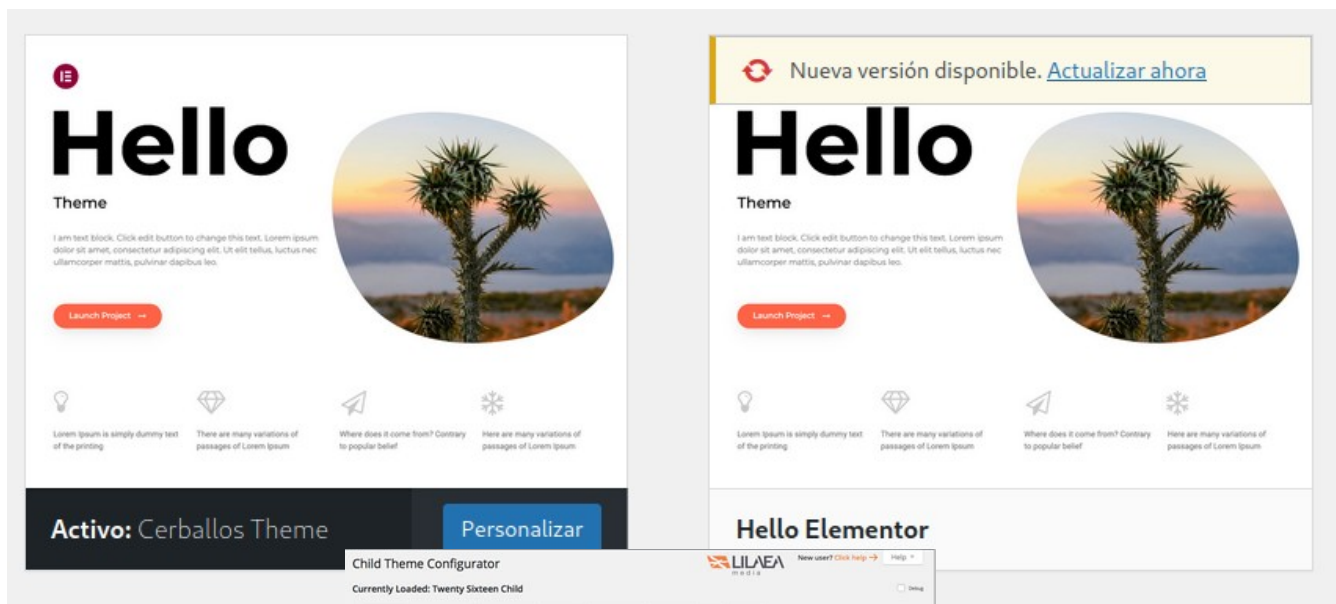 Hello
Theme
I am text block. Click edit button to change this text. Lorem ipsum
dolor sit amet, consectetur adipiscing elit. Ut elit tellus, luctus nec
ullamcorper mattis, pulvinar dapibus leo.
Launch Project →
Lorem Ipsum is simply dummy text
of the printing
There are many variations of
passages of Lorem Ipsum
Where does it come from? Contrary
to popular belief
Here are many variations of
passages of Lorem Ipsum
Activo: Cerballos Theme
Personalizar
Nueva versión disponible. Actualizar ahora
Hello
Theme
I am text block. Click edit button to change this text. Lorem ipsum
dolor sit amet, consectetur adipiscing elit. Ut elit tellus, luctus nec
ullamcorper mattis, pulvinar dapibus leo.
Launch Project →
Lorem Ipsum is simply dummy text
of the printing
There are many variations of
passages of Lorem Ipsum
Where does it come from? Contrary
to popular belief
Here are many variations of
passages of Lorem Ipsum
Hello Elementor
Child Theme Configurator
LILAEA
media
New user? Click help →
Help
Currently Loaded: Twenty Sixteen Child
Debug